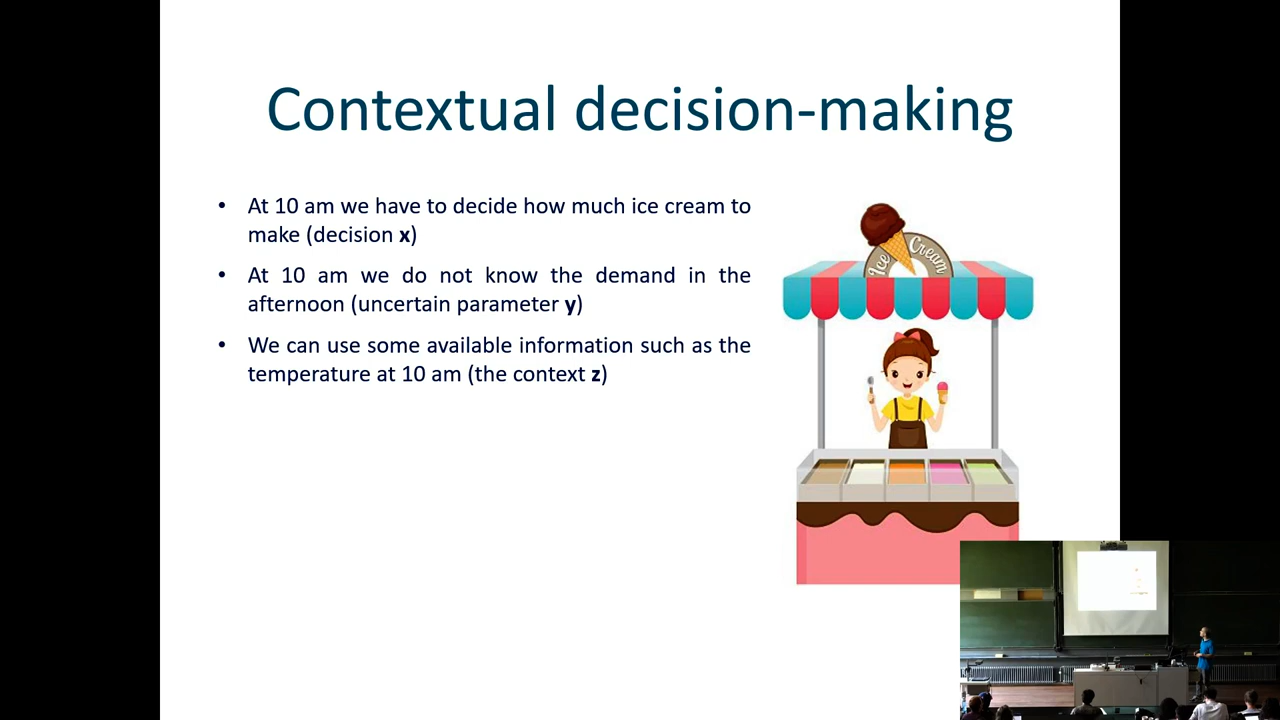 Contextual decision-making
• At 10 am we have to decide how much ice cream to
make (decision x)
• At 10 am we do not know the demand in the
afternoon (uncertain parameter y)
• We can use some available information such as the
temperature at 10 am (the context z)
Ice Cream